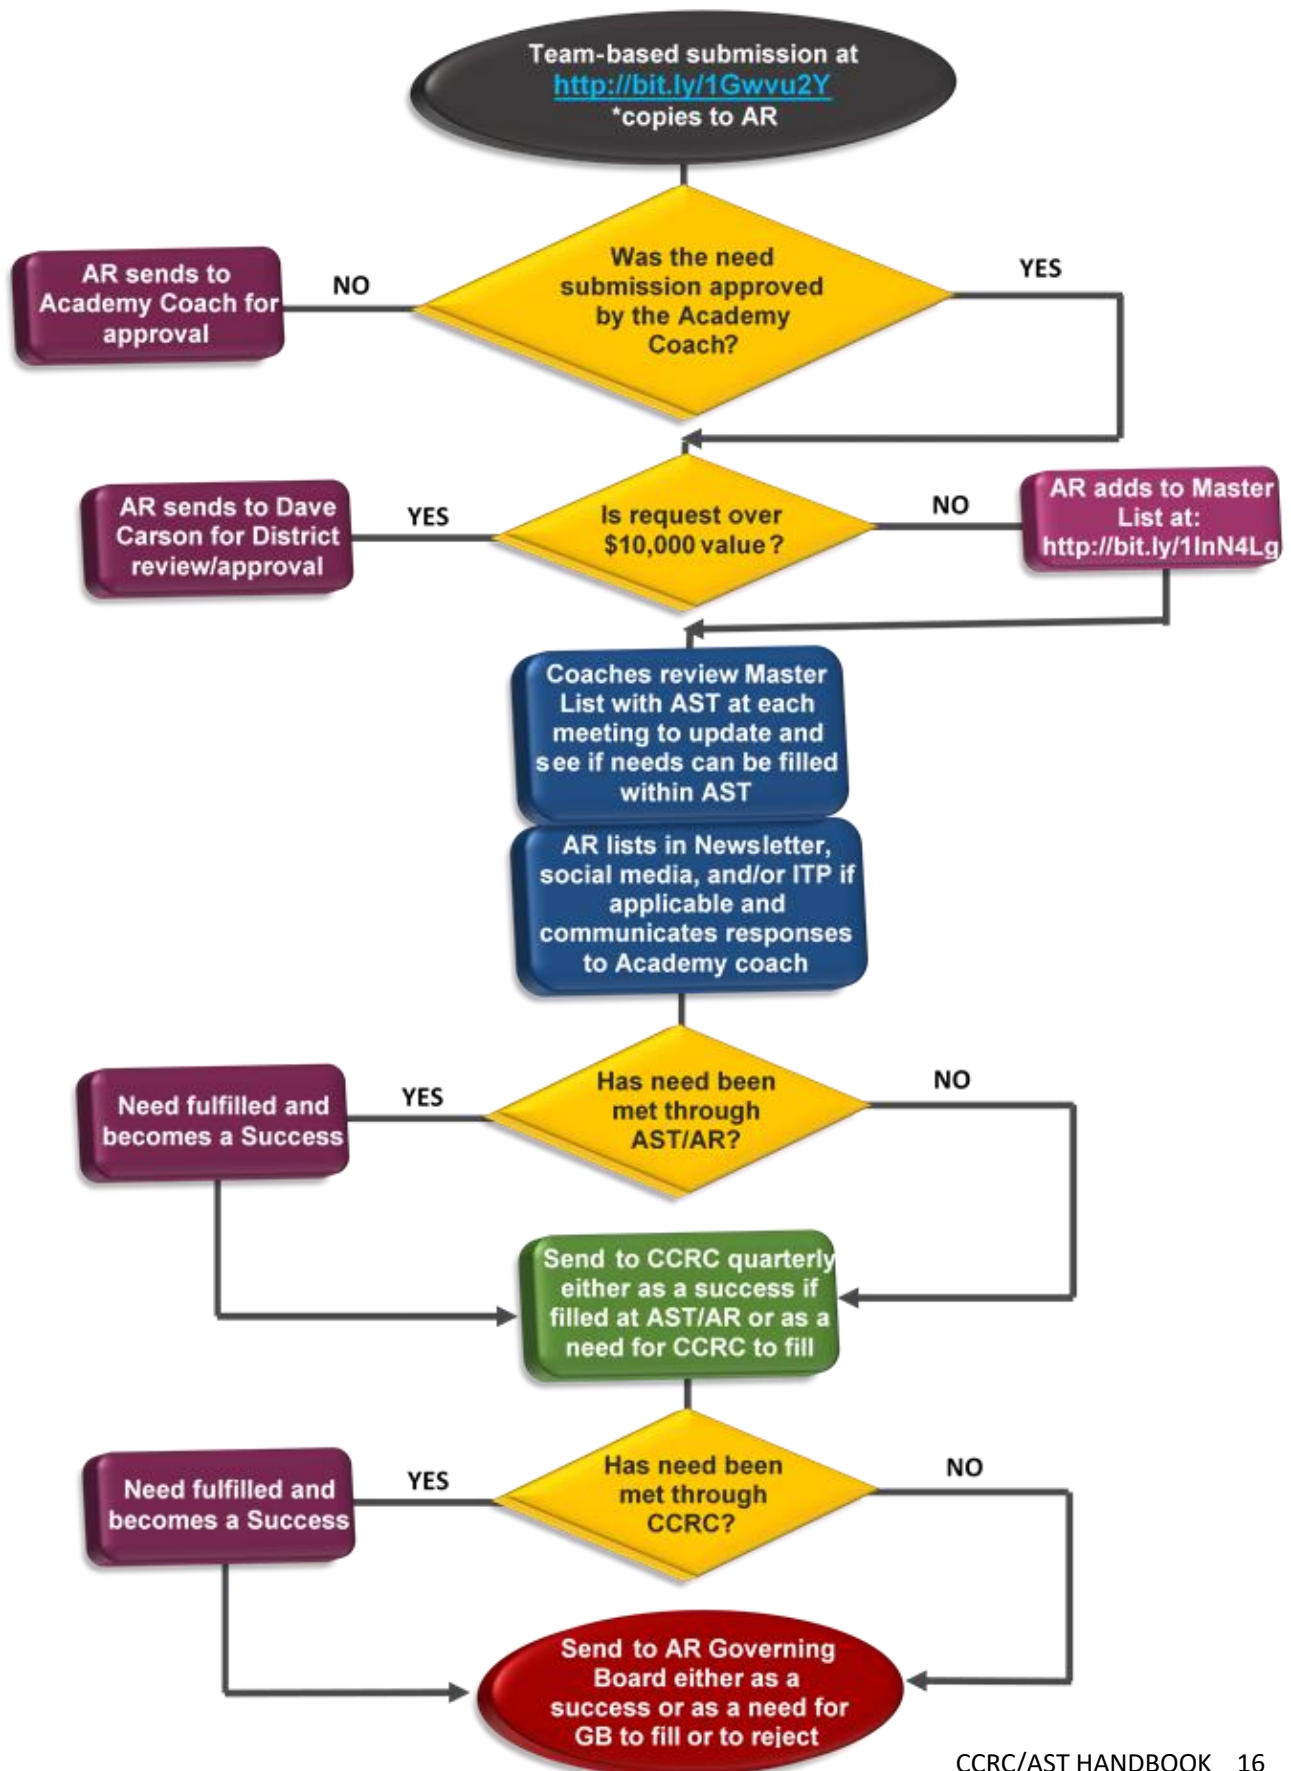 Team-based submission at
http://bit.ly/1Gwvu2Y
*copies to AR
Was the need
submission approved
by the Academy
Coach?
NO
YES
AR sends to
Academy Coach for
approval
Is request over
$10,000 value?
YES
NO
AR sends to Dave
Carson for District
review/approval
AR adds to Master
List at:
http://bit.ly/1InN4Lg
Coaches review Master
List with AST at each
meeting to update and
see if needs can be filled
within AST
AR lists in Newsletter,
social media, and/or ITP if
applicable and
communicates responses
to Academy coach
Has need been
met through
AST/AR?
YES
NO
Need fulfilled and
becomes a Success
Send to CCRC quarterly
either as a success if
filled at AST/AR or as a
need for CCRC to fill
Has need been
met through
CCRC?
YES
NO
Need fulfilled and
becomes a Success
Send to AR Governing
Board either as a
success or as a need for
GB to fill or to reject
CCRC/AST HANDBOOK 16